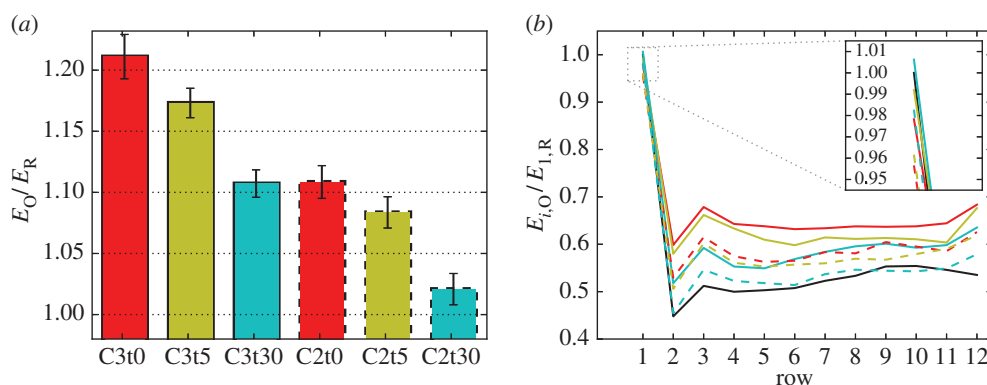 (a)
E_O / E_R
1.20
1.15
1.10
1.05
1.00
C3t0 C3t5 C3t30 C2t0 C2t5 C2t30
(b)
E_{i,O} / E_{1,R}
1.0
0.9
0.8
0.7
0.6
0.5
0.4
1.01
1.00
0.99
0.98
0.97
0.96
0.95
1 2 3 4 5 6 7 8 9 10 11 12
row